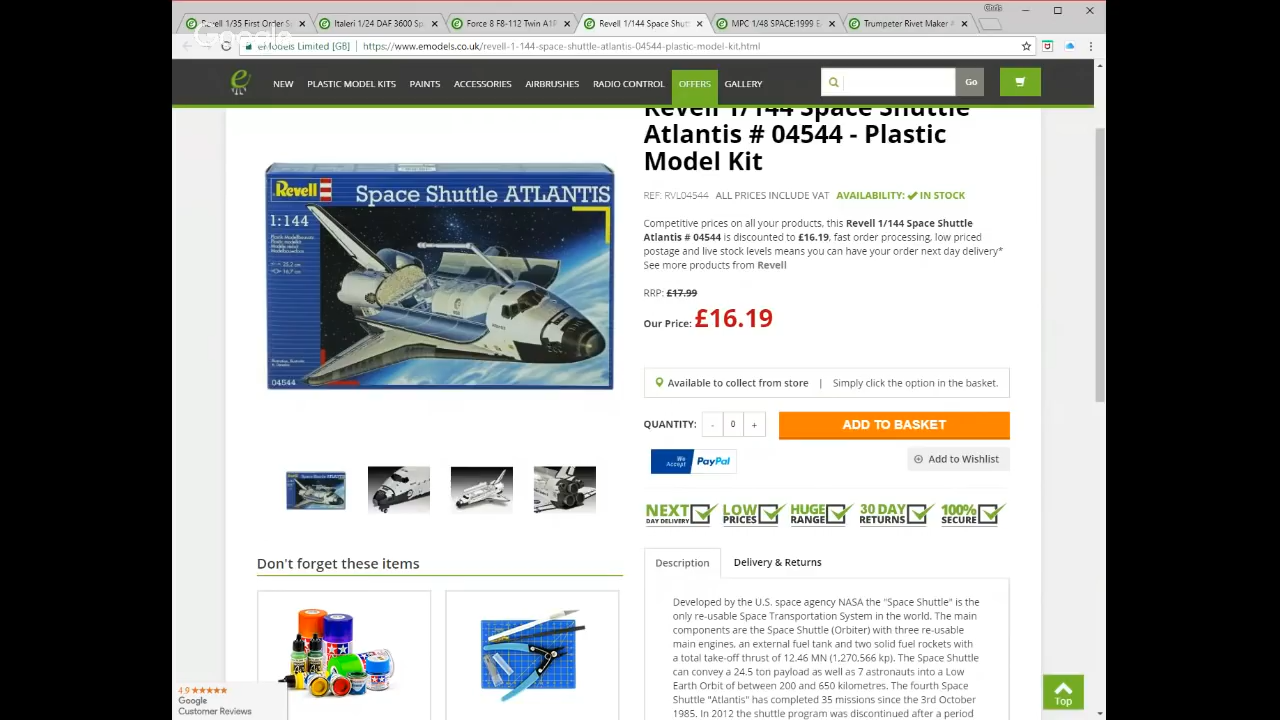 Chris
Revell 1/35 First Order S
Italeri 1/24 DAF 3600 Sp
Force 8 F8-112 Twin A1P
Revell 1/144 Space Shut
MPC 1/48 SPACE:1999 E
Trumpeter Rivet Maker
Google
eModels Limited [GB]
https://www.emodels.co.uk/revell-1-144-space-shuttle-atlantis-04544-plastic-model-kit.html
e
NEW
PLASTIC MODEL KITS
PAINTS
ACCESSORIES
AIRBRUSHES
RADIO CONTROL
OFFERS
GALLERY
Go
Revell 1/144 Space Shuttle
Atlantis # 04544 - Plastic
Model Kit
Revell
Space Shuttle ATLANTIS
1:144
04544
REF: RVL04544 ALL PRICES INCLUDE VAT AVAILABILITY: IN STOCK
Competitive prices on all your products, this Revell 1/144 Space Shuttle
Atlantis # 04544 is discounted to £16.19, fast order processing, low priced
postage and live stock levels means you can have your order next day delivery*
See more products from Revell
RRP: £17.99
Our Price: £16.19
Available to collect from store | Simply click the option in the basket.
QUANTITY: - 0 + ADD TO BASKET
We Accept PayPal
Add to Wishlist
NEXT DAY DELIVERY
LOW PRICES
HUGE RANGE
30 DAY RETURNS
100% SECURE
Don't forget these items
Description
Delivery & Returns
Developed by the U.S. space agency NASA the "Space Shuttle" is the
only re-usable Space Transportation System in the world. The main
components are the Space Shuttle (Orbiter) with three re-usable
main engines, an external fuel tank and two solid fuel rockets with
a total take-off thrust of 12.46 MN (1,270,566 kp). The Space Shuttle
can convey a 24.5 ton payload as well as 7 astronauts into a Low
Earth Orbit of between 200 and 650 kilometres. The fourth Space
Shuttle "Atlantis" has completed 35 missions since the 3rd October
1985. In 2012 the shuttle program was discontinued after a period
4.9
Google
Customer Reviews
Top